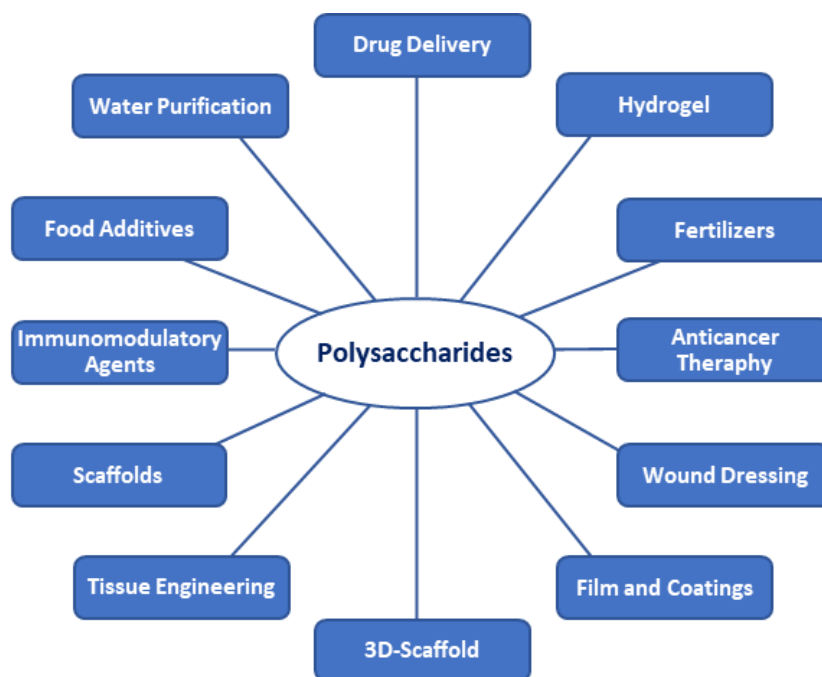 Drug Delivery
Water Purification
Hydrogel
Food Additives
Fertilizers
Immunomodulatory
Agents
Polysaccharides
Anticancer
Theraphy
Scaffolds
Wound Dressing
Tissue Engineering
Film and Coatings
3D-Scaffold